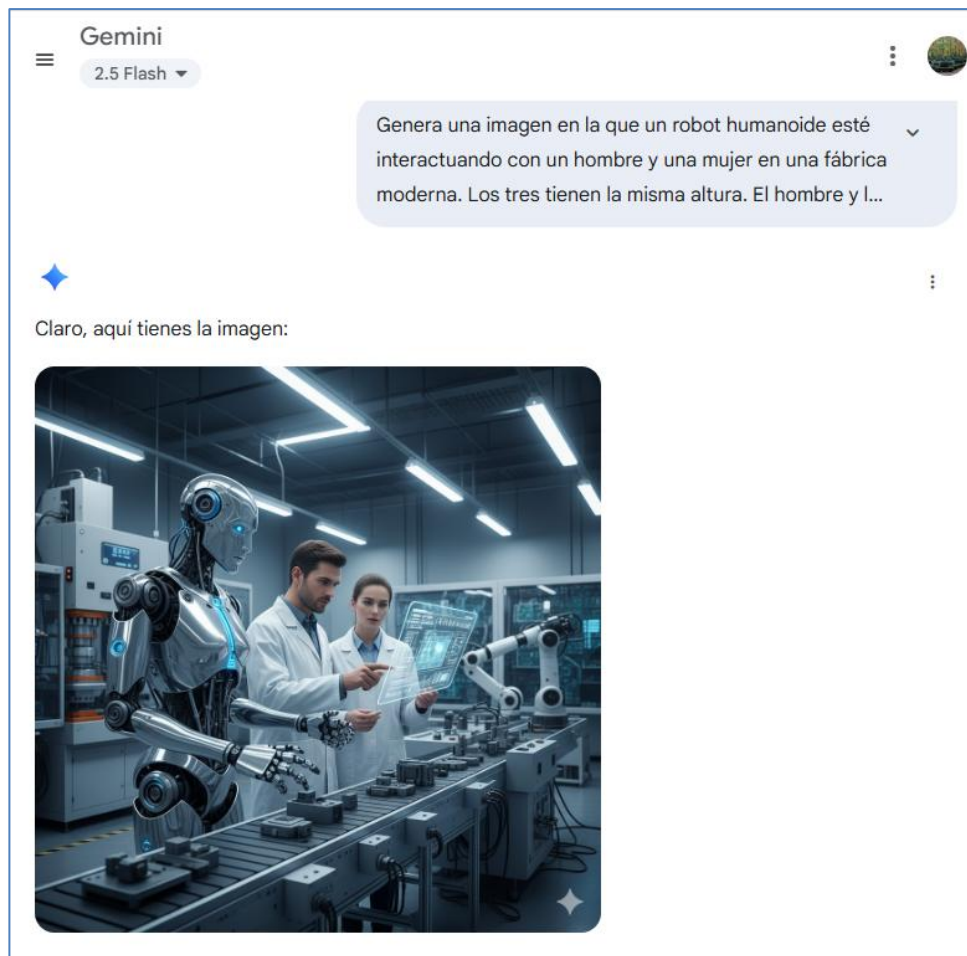 Gemini
2.5 Flash
Genera una imagen en la que un robot humanoide esté
interactuando con un hombre y una mujer en una fábrica
moderna. Los tres tienen la misma altura. El hombre y l...
Claro, aquí tienes la imagen: